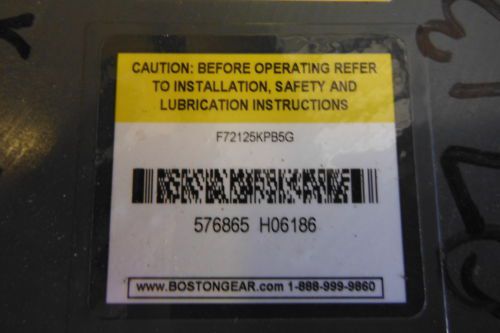 CAUTION: BEFORE OPERATING REFER
TO INSTALLATION, SAFETY AND
LUBRICATION INSTRUCTIONS
F72125KPB5G
576865 H06186
www.BOSTONGEAR.com 1-888-999-9860